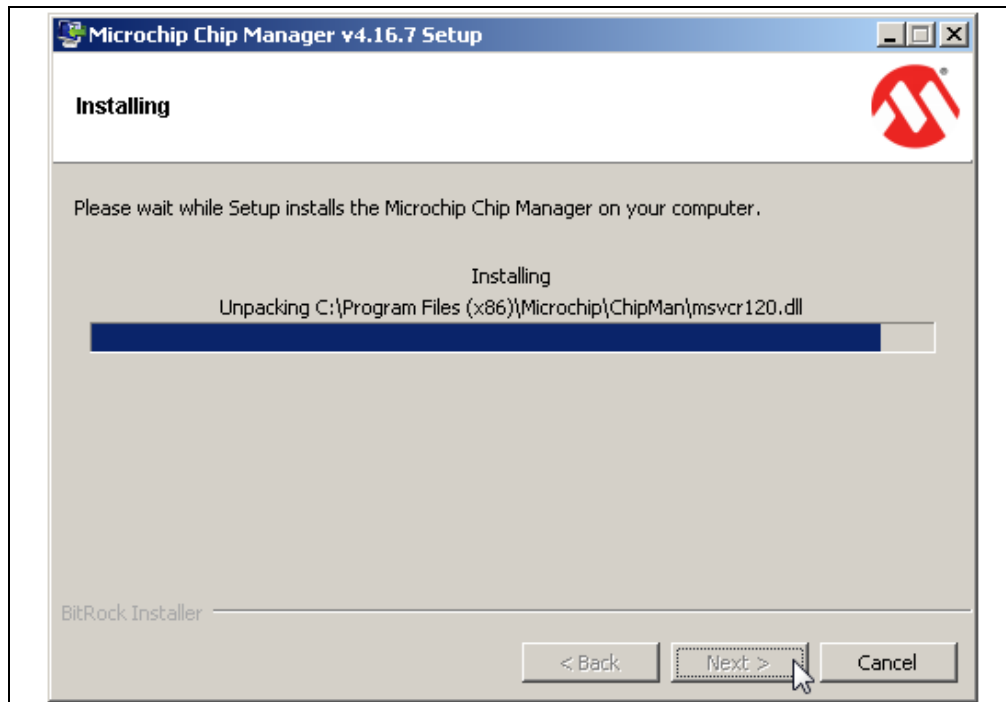 Microchip Chip Manager v4.16.7 Setup
Installing
Please wait while Setup installs the Microchip Chip Manager on your computer.
Installing
Unpacking C:\Program Files (x86)\Microchip\ChipMan\msvcr120.dll
BitRock Installer
< Back Next > Cancel